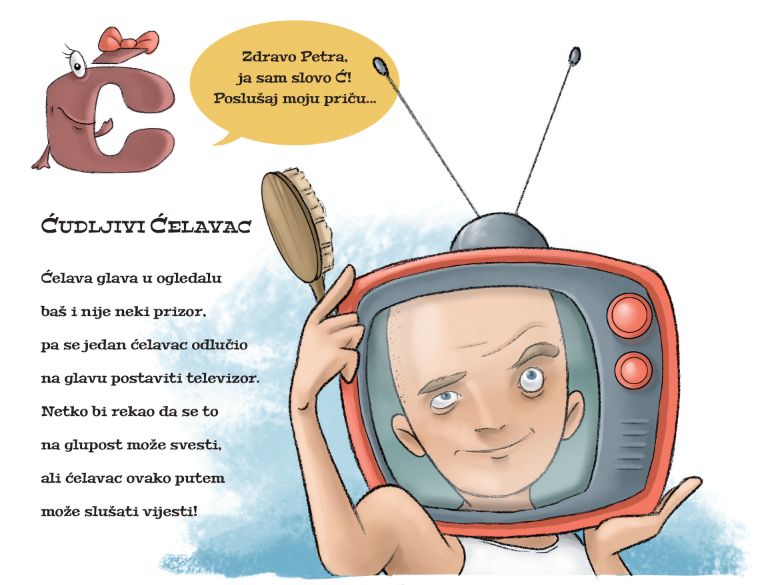 Zdravo Petra,
ja sam slovo Ć!
Poslušaj moju priču...
Ćudljivi Ćelavac
Ćelava glava u ogledalu
baš i nije neki prizor,
pa se jedan ćelavac odlučio
na glavu postaviti televizor.
Netko bi rekao da se to
na glupost može svesti,
ali ćelavac ovako putem
može slušati vijesti!